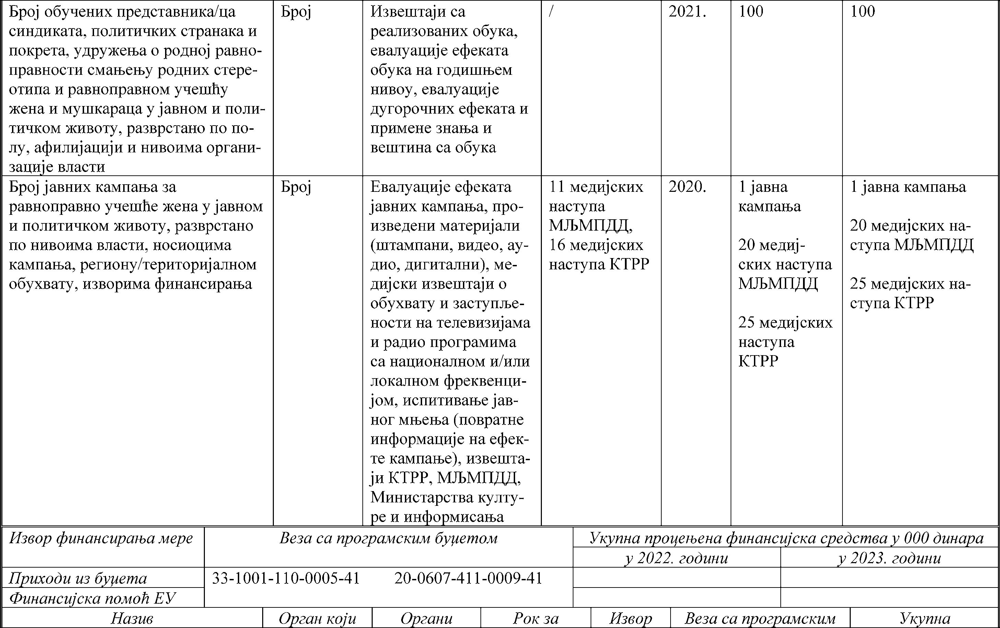 Број обучених представника/ца
синдиката, политичких странака и
покрета, удружења о родној равно-
правности смањењу родних стере-
отипа и равноправном учешћу
жена и мушкараца у јавном и поли-
тичком животу, разврстано по по-
лу, афилијацији и нивоима органи-
зације власти
Број
Извештаји са
реализованих обука,
евалуације ефеката
обука на годишњем
нивоу, евалуације
дугорочних ефеката и
примене знања и
вештина са обука
/
2021.
100
100
Број јавних кампања за
равноправно учешће жена у јавном
и политичком животу, разврстано
по нивоима власти, носиоцима
кампања, региону/територијалном
обухвату, изворима финансирања
Број
Евалуације ефеката
јавних кампања, про-
изведени материјали
(штампани, видео, ау-
дио, дигитални), ме-
дијски извештаји о
обухвату и заступље-
ности на телевизијама
и радио програмима
са националном и/или
локалном фреквенци-
јом, испитивање јав-
ног мњења (повратне
информације на ефек-
те кампање), извешта-
ји КТРР, МЉМПДД,
Министарства култу-
ре и информисања
11 медијских
наступа
МЉМПДД,
16 медијских
наступа КТРР
2020.
1 јавна
кампања
20 медиј-
ских наступа
МЉМПДД
25 медијских
наступа
КТРР
1 јавна кампања
20 медијских на-
ступа МЉМПДД
25 медијских на-
ступа КТРР
Извор финансирања мере
Веза са програмским буџетом
Укупна процењена финансијска средства у 000 динара
у 2022. години
у 2023. години
Приходи из буџета
33-1001-110-0005-41 20-0607-411-0009-41
Финансијска помоћ ЕУ
Назив
Орган који
Органи
Рок за
Извор
Веза са програмским
Укупна